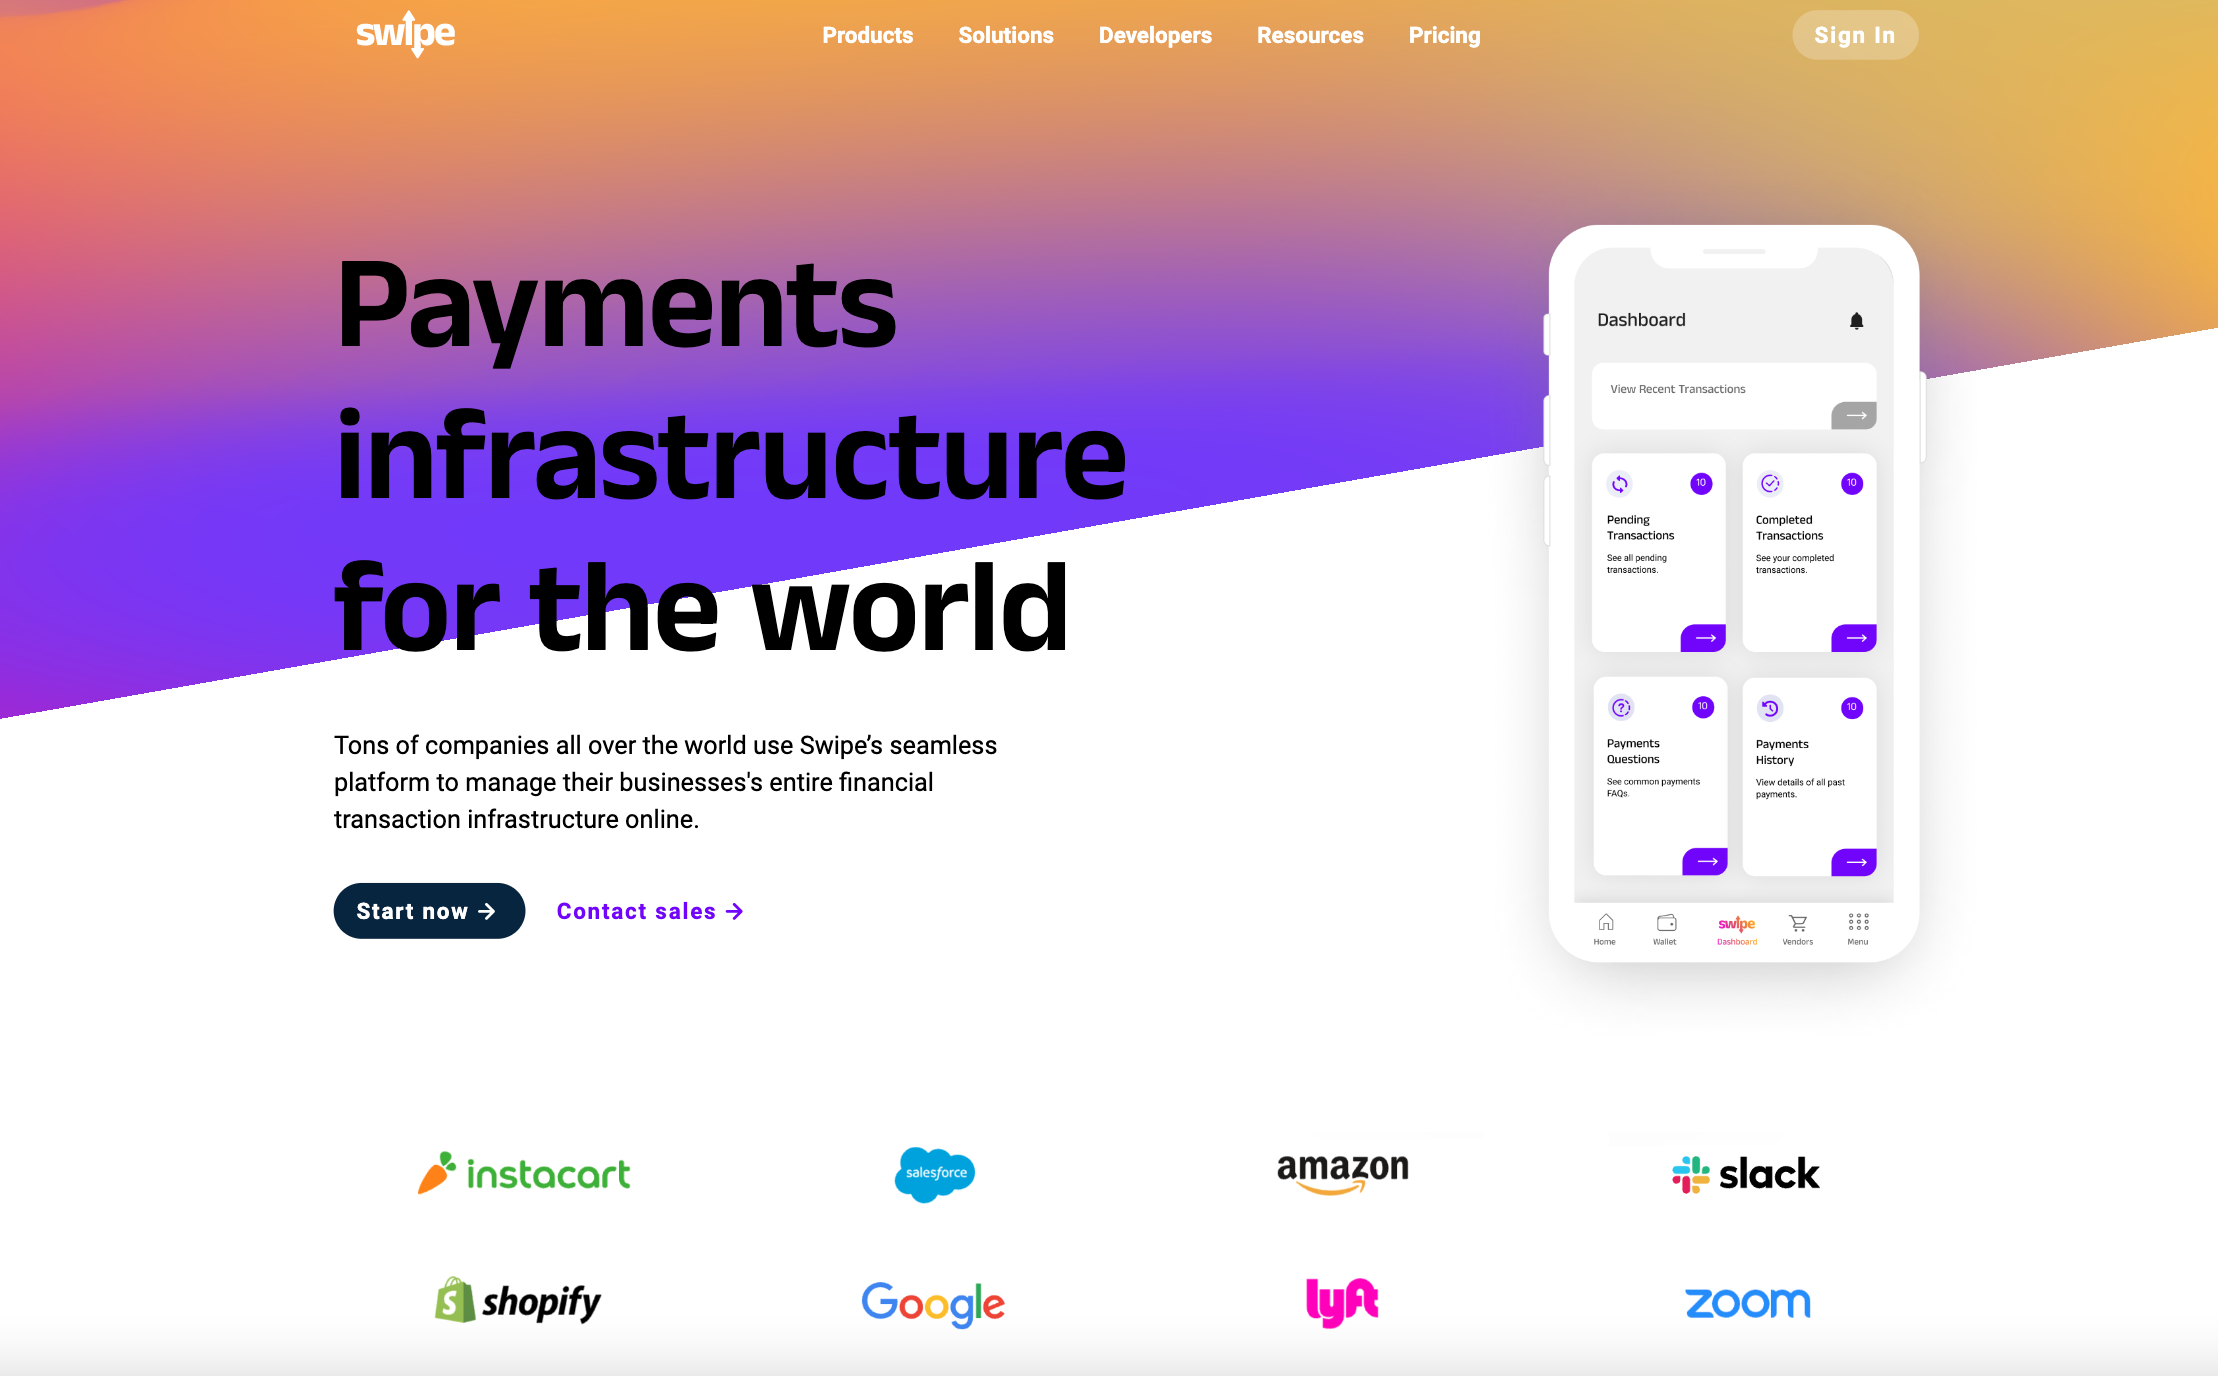 swipe
Products Solutions Developers Resources Pricing
Sign In
Payments
infrastructure
for the world
Tons of companies all over the world use Swipe’s seamless
platform to manage their businesses's entire financial
transaction infrastructure online.
Start now →
Contact sales →
Dashboard
View Recent Transactions
10
Pending
Transactions
See all pending
transactions.
10
Completed
Transactions
See your completed
transactions.
10
Payments
Questions
See common payments
FAQs.
10
Payments
History
View details of all past
payments.
Home
Wallet
swipe
Dashboard
Vendors
Menu
instacart
salesforce
amazon
slack
shopify
Google
lyft
zoom